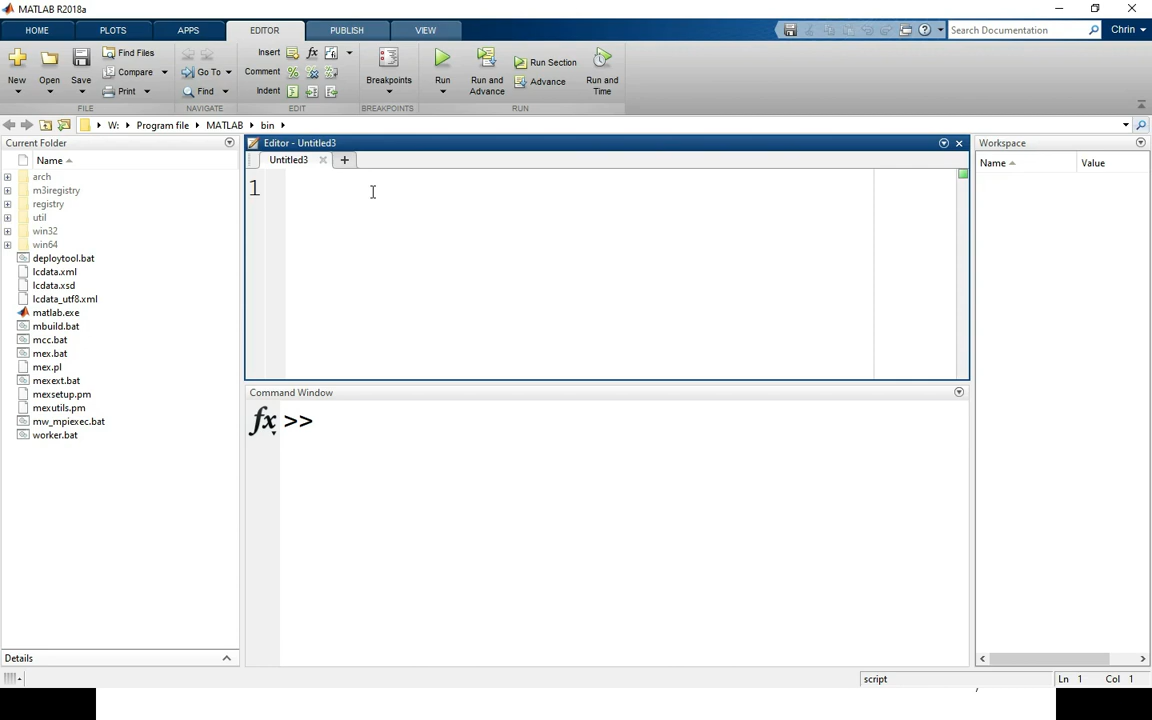 MATLAB R2018a
HOME PLOTS APPS EDITOR PUBLISH VIEW Search Documentation Chrin
New Open Save Find Files Compare Print Go To Find Insert Comment Indent fx Breakpoints Run Run and Advance Run Section Advance Run and Time
FILE NAVIGATE EDIT BREAKPOINTS RUN
W: Program file MATLAB bin
Current Folder
Name
arch
m3iregistry
registry
util
win32
win64
deploytool.bat
lcdata.xml
lcdata.xsd
lcdata_utf8.xml
matlab.exe
mbuild.bat
mcc.bat
mex.bat
mex.pl
mexext.bat
mexsetup.pm
mexutils.pm
mw_mpiexec.bat
worker.bat
Details
Editor - Untitled3
Untitled3
1
Command Window
fx >>
Workspace
Name Value
script Ln 1 Col 1